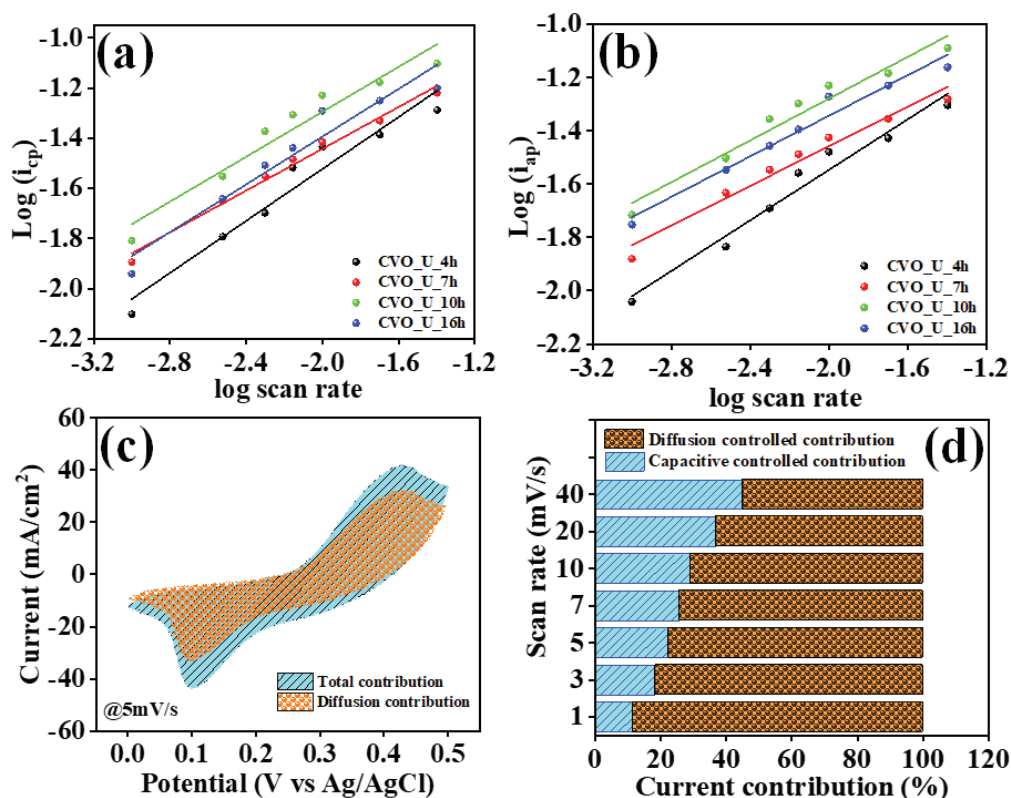 (a)
-1.0
-1.2
-1.4
-1.6
-1.8
-2.0
-2.2
Log (i_cp)
-3.2 -2.8 -2.4 -2.0 -1.6 -1.2
log scan rate
CVO_U_4h
CVO_U_7h
CVO_U_10h
CVO_U_16h
(b)
-1.0
-1.2
-1.4
-1.6
-1.8
-2.0
-2.2
Log (i_ap)
-3.2 -2.8 -2.4 -2.0 -1.6 -1.2
log scan rate
CVO_U_4h
CVO_U_7h
CVO_U_10h
CVO_U_16h
(c)
60
40
20
0
-20
-40
-60
Current (mA/cm²)
0.0 0.1 0.2 0.3 0.4 0.5
Potential (V vs Ag/AgCl)
@5mV/s
Total contribution
Diffusion contribution
(d)
Diffusion controlled contribution
Capacitive controlled contribution
40
20
10
7
5
3
1
Scan rate (mV/s)
0 20 40 60 80 100 120
Current contribution (%)